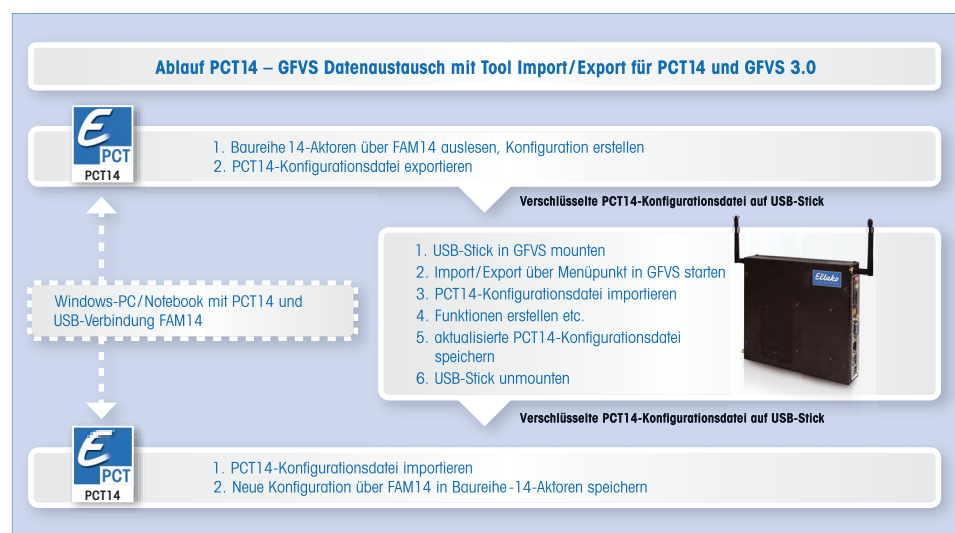 Ablauf PCT14 – GFVS Datenaustausch mit Tool Import/Export für PCT14 und GFVS 3.0
E
PCT
PCT14
1. Baureihe 14-Aktoren über FAM14 auslesen, Konfiguration erstellen
2. PCT14-Konfigurationsdatei exportieren
Verschlüsselte PCT14-Konfigurationsdatei auf USB-Stick
1. USB-Stick in GFVS mounten
2. Import/Export über Menüpunkt in GFVS starten
3. PCT14-Konfigurationsdatei importieren
4. Funktionen erstellen etc.
5. aktualisierte PCT14-Konfigurationsdatei
speichern
6. USB-Stick unmounten
Eltako
Windows-PC/Notebook mit PCT14 und
USB-Verbindung FAM14
Verschlüsselte PCT14-Konfigurationsdatei auf USB-Stick
E
PCT
PCT14
1. PCT14-Konfigurationsdatei importieren
2. Neue Konfiguration über FAM14 in Baureihe-14-Aktoren speichern